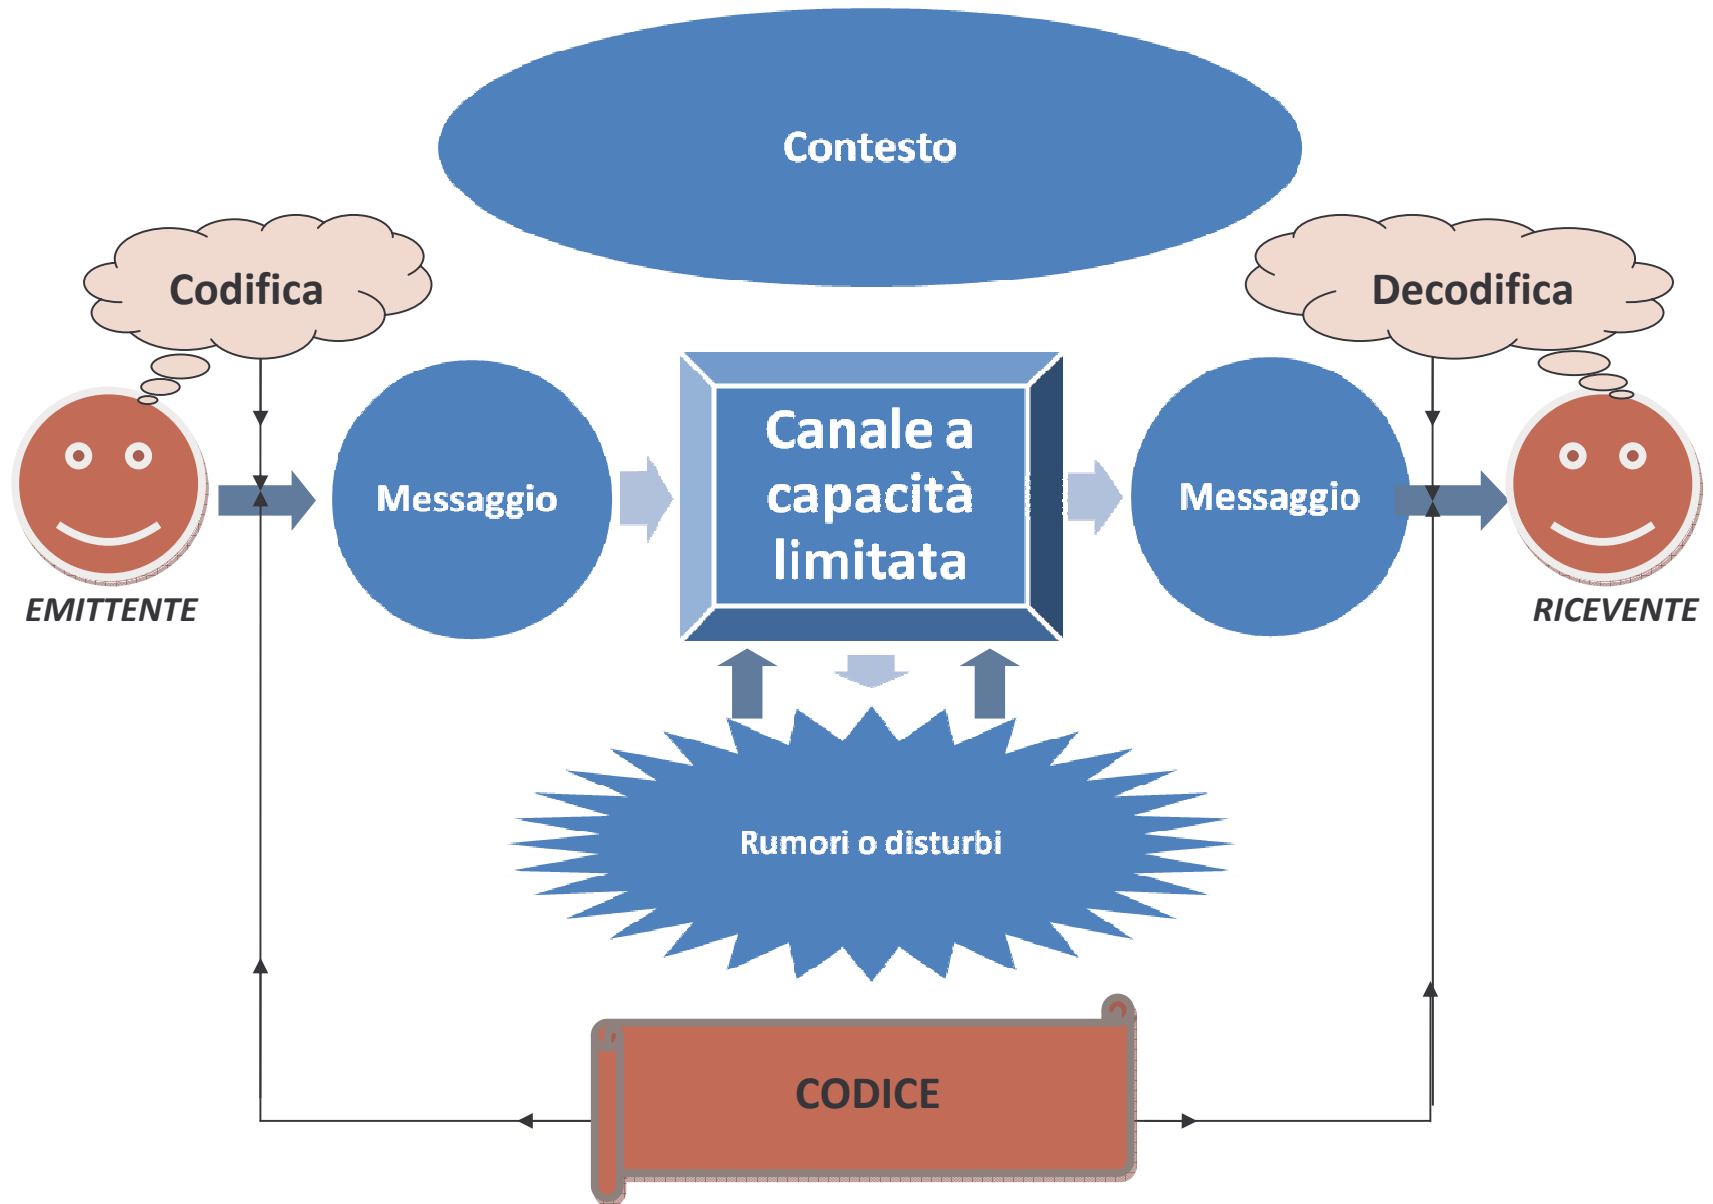 Contesto
Codifica
Decodifica
Canale a
capacità
limitata
Messaggio
Messaggio
EMITTENTE
RICEVENTE
Rumori o disturbi
CODICE